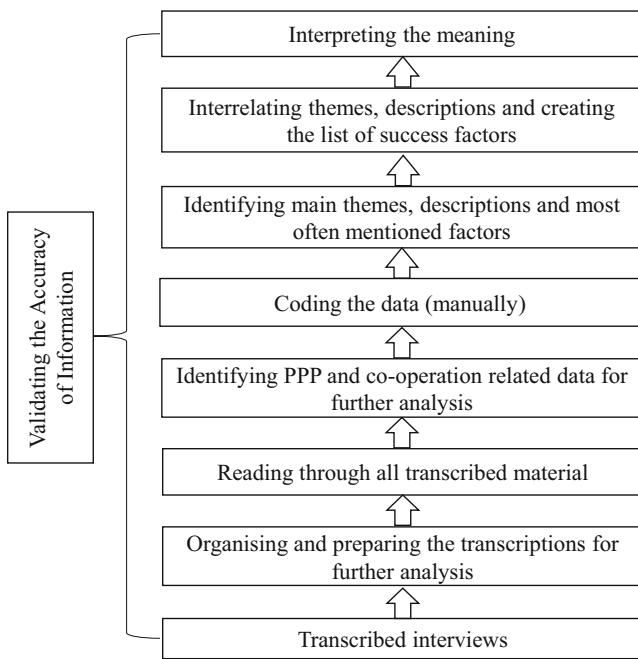 Interpreting the meaning
Interrelating themes, descriptions and creating
the list of success factors
Identifying main themes, descriptions and most
often mentioned factors
Coding the data (manually)
Identifying PPP and co-operation related data for
further analysis
Reading through all transcribed material
Organising and preparing the transcriptions for
further analysis
Transcribed interviews
Validating the Accuracy
of Information